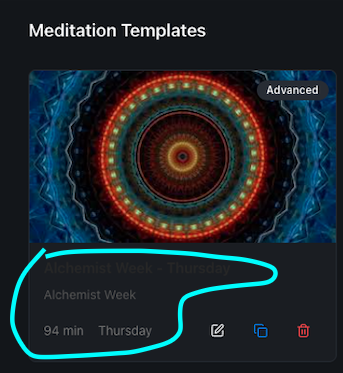 Meditation Templates
Advanced
Alchemist Week - Thursday
Alchemist Week
94 min Thursday